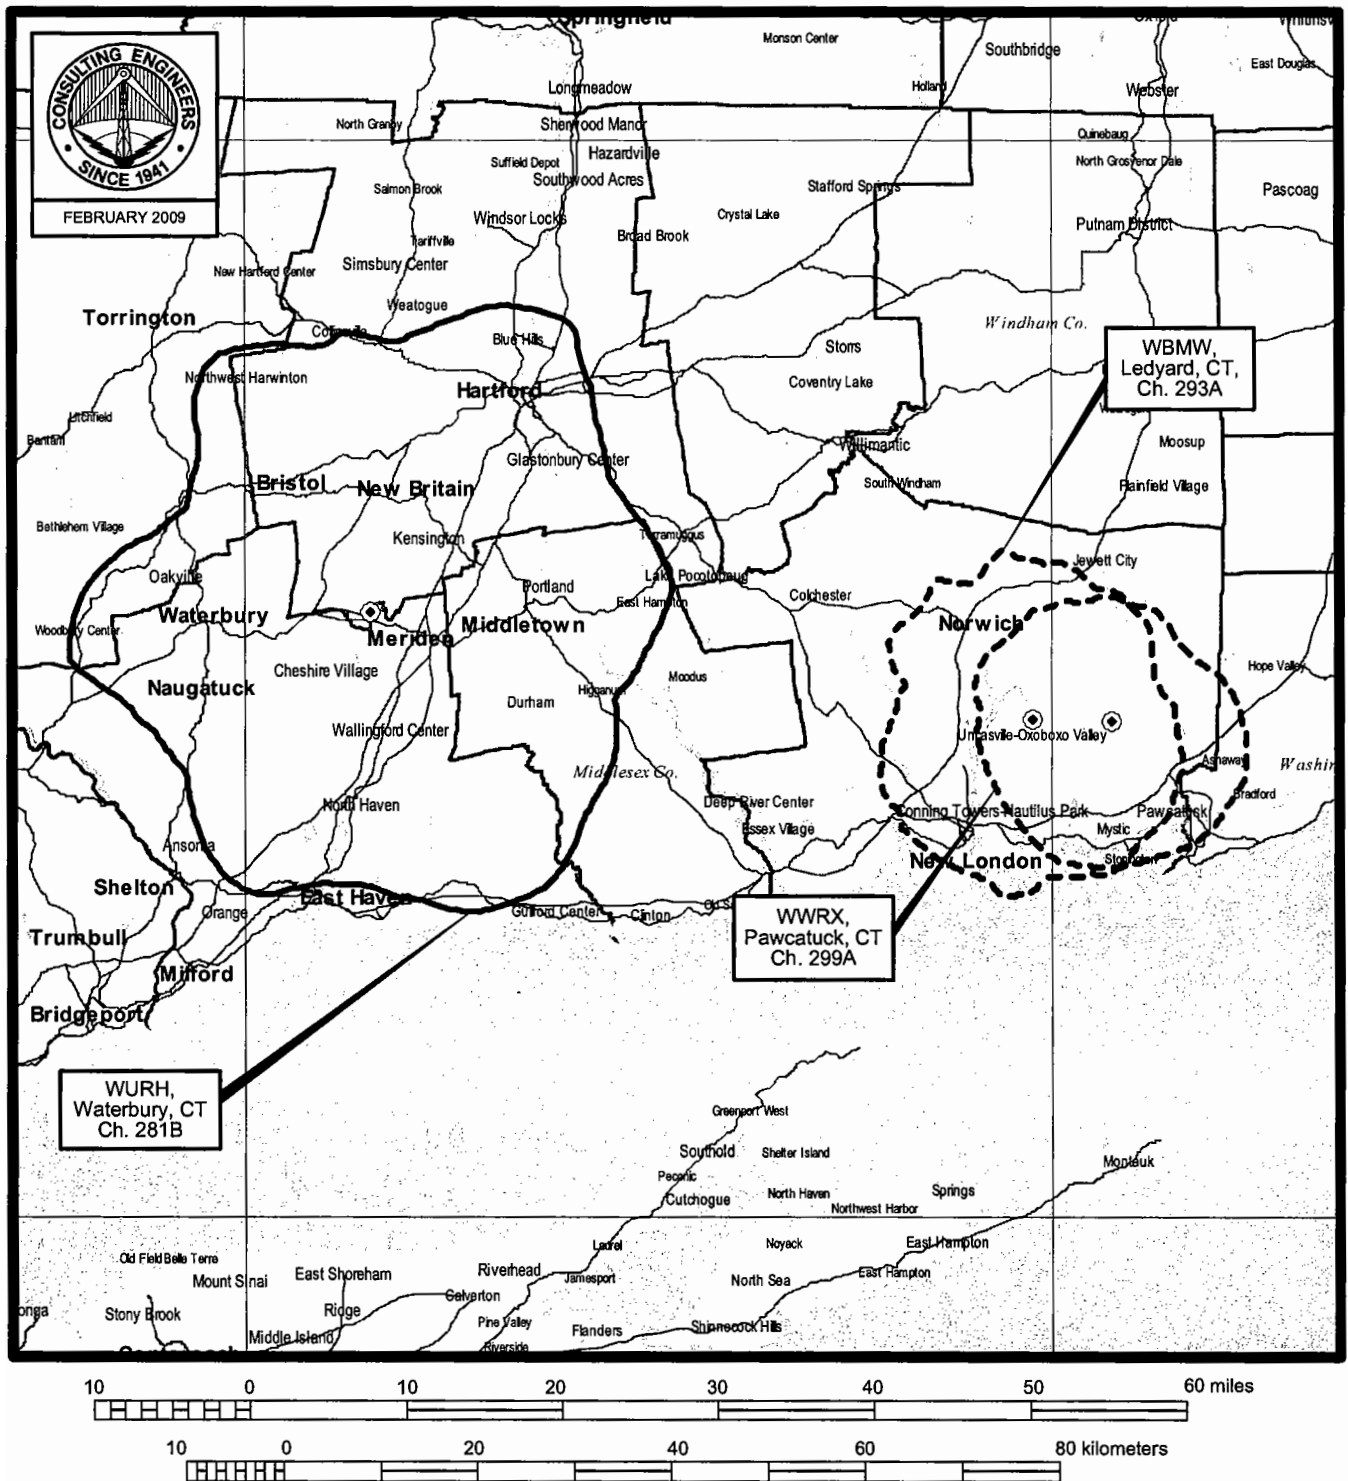 Springfield
Monson Center
Southbridge
East Douglas
CONSULTING ENGINEERS
• SINCE 1941 •
FEBRUARY 2009
Longmeadow
Holland
Webster
North Granby
Sherwood Manor
Quinebaug
Hazardville
Suffield Depot
North Grosvenor Dale
Southwood Acres
Salmon Brook
Stafford Springs
Pascoag
Windsor Locks
Crystal Lake
Putnam District
Broad Brook
Tariffville
Simsbury Center
New Hartford Center
Weatogue
Torrington
Windham Co.
Collinsville
Blue Hills
Storrs
WBMW,
Ledyard, CT,
Ch. 293A
Northwest Harwinton
Coventry Lake
Hartford
Litchfield
Bantam
Willimantic
Moosup
Glastonbury Center
Bristol
New Britain
South Windham
Plainfield Village
Bethlehem Village
Kensington
Terramuggus
Jewett City
Oakville
Portland
Lake Pocotopaug
Colchester
East Hampton
Waterbury
Middletown
Norwich
Woodbury Center
Meriden
Cheshire Village
Moodus
Hope Valley
Naugatuck
Higganum
Durham
Wallingford Center
Uncasville-Oxoboxo Valley
Middlesex Co.
Ashaway
Washin
Bradford
North Haven
Deep River Center
Conning Towers-Nautilus Park
Pawcatuck
Essex Village
Mystic
Ansonia
New London
Stonington
Shelton
East Haven
Orange
Guilford Center
Clinton
Old S
WWRX,
Pawcatuck, CT
Ch. 299A
Trumbull
Milford
Bridgeport
WURH,
Waterbury, CT
Ch. 281B
Greenport West
Southold
Shelter Island
Montauk
Peconic
Cutchogue
North Haven
Springs
Northwest Harbor
Laurel
Noyack
East Hampton
Old Field
Belle Terre
Mount Sinai
East Shoreham
Riverhead
Jamesport
North Sea
East Hampton
Calverton
onga
Stony Brook
Ridge
Pine Valley
Flanders
Shinnecock Hills
Middle Island
Riverside
10 0 10 20 30 40 50 60 miles
10 0 20 40 60 80 kilometers